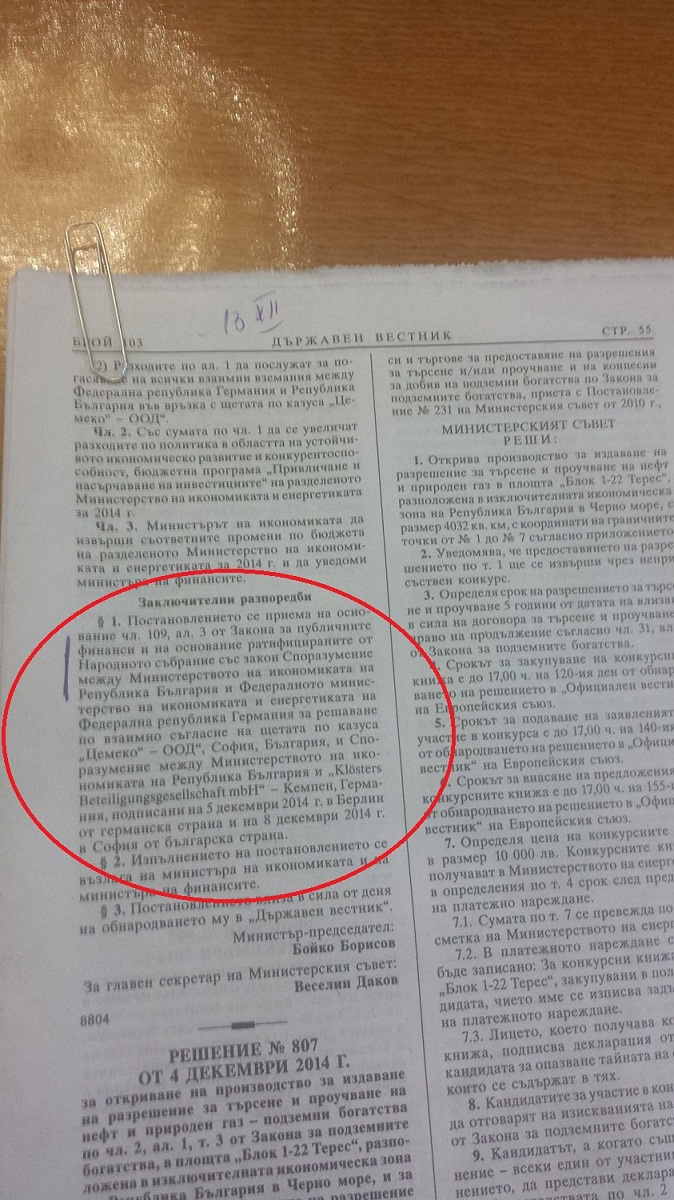 13 XII
БРОЙ 103 ДЪРЖАВЕН ВЕСТНИК СТР. 55
(2) Разходите по ал. 1 да послужат за по-
гасяване на всички взаимни вземания между
Федерална република Германия и Република
България във връзка с щетата по казуса „Це-
меко“ – ООД“.
Чл. 2. Със сумата по чл. 1 да се увеличат
разходите по политика в областта на устойчи-
вото икономическо развитие и конкурентоспо-
собност, бюджетна програма „Привличане и
насърчаване на инвестициите“ на разделеното
Министерство на икономиката и енергетиката
за 2014 г.
Чл. 3. Министърът на икономиката да
извърши съответните промени по бюджета
на разделеното Министерство на икономи-
ката и енергетиката за 2014 г. и да уведоми
министъра на финансите.
Заключителни разпоредби
§ 1. Постановлението се приема на осно-
вание чл. 109, ал. 3 от Закона за публичните
финанси и на основание ратифицираните от
Народното събрание със закон Споразумение
между Министерството на икономиката на
Република България и Федералното минис-
терство на икономиката и енергетиката на
Федерална република Германия за решаване
по взаимно съгласие на щетата по казуса
„Цемеко“ – ООД“, София, България, и Спо-
разумение между Министерството на ико-
номиката на Република България и „Klösters
Beteiligungsgesellschaft mbH“ – Кемпен, Герма-
ния, подписани на 5 декември 2014 г. в Берлин
от германска страна и на 8 декември 2014 г.
в София от българска страна.
§ 2. Изпълнението на постановлението се
възлага на министъра на икономиката и на
министъра на финансите.
§ 3. Постановлението влиза в сила от деня
на обнародването му в „Държавен вестник“.
Министър-председател:
Бойко Борисов
За главен секретар на Министерския съвет:
Веселин Даков
8804
РЕШЕНИЕ № 807
ОТ 4 ДЕКЕМВРИ 2014 Г.
за откриване на производство за издаване
на разрешение за търсене и проучване на
нефт и природен газ – подземни богатства
по чл. 2, ал. 1, т. 3 от Закона за подземните
богатства, в площта „Блок 1-22 Терес“, разпо-
ложена в изключителната икономическа зона
на Република България в Черно море, и за
си и търгове за предоставяне на разрешения
за търсене и/или проучване и на концесии
за добив на подземни богатства по Закона за
подземните богатства, приета с Постановле-
ние № 231 на Министерския съвет от 2010 г.,
МИНИСТЕРСКИЯТ СЪВЕТ
РЕШИ:
1. Открива производство за издаване на
разрешение за търсене и проучване на нефт
и природен газ в площта „Блок 1-22 Терес“,
разположена в изключителната икономическа
зона на Република България в Черно море, с
размер 4032 кв. км, с координати на граничните
точки от № 1 до № 7 съгласно приложението
2. Уведомява, че предоставянето на разре-
шението по т. 1 ще се извърши чрез непри-
съствен конкурс.
3. Определя срок на разрешението за търсе-
не и проучване 5 години от датата на влизан
в сила на договора за търсене и проучване
право на продължение съгласно чл. 31, ал.
от Закона за подземните богатства.
4. Срокът за закупуване на конкурсни
книжа е до 17,00 ч. на 120-ия ден от обнар
ването на решението в „Официален вести
на Европейския съюз.
5. Срокът за подаване на заявленията
участие в конкурса е до 17,00 ч. на 140-ия
от обнародването на решението в „Офици
вестник“ на Европейския съюз.
6. Срокът за внасяне на предложения
конкурсните книжа е до 17,00 ч. на 155-и
от обнародването на решението в „Офици
вестник“ на Европейския съюз.
7. Определя цена на конкурсните
в размер 10 000 лв. Конкурсните кн
получават в Министерството на енерг
в определения по т. 4 срок след пред
на платежно нареждане.
7.1. Сумата по т. 7 се превежда по
сметка на Министерството на енерг
7.2. В платежното нареждане с
бъде записано: За конкурсни книжа
„Блок 1-22 Терес“, закупувани в пол
дидата, чието име се изписва задъ
на платежното нареждане.
7.3. Лицето, което получава ко
книжа, подписва декларация от
кандидата за опазване тайната на
които се съдържат в тях.
8. Кандидатите за участие в кон
да отговарят на изискванията на
от Закона за подземните богатс
9. Кандидатът, а когато същ
нение – всеки един от участни
нението, да представи деклара